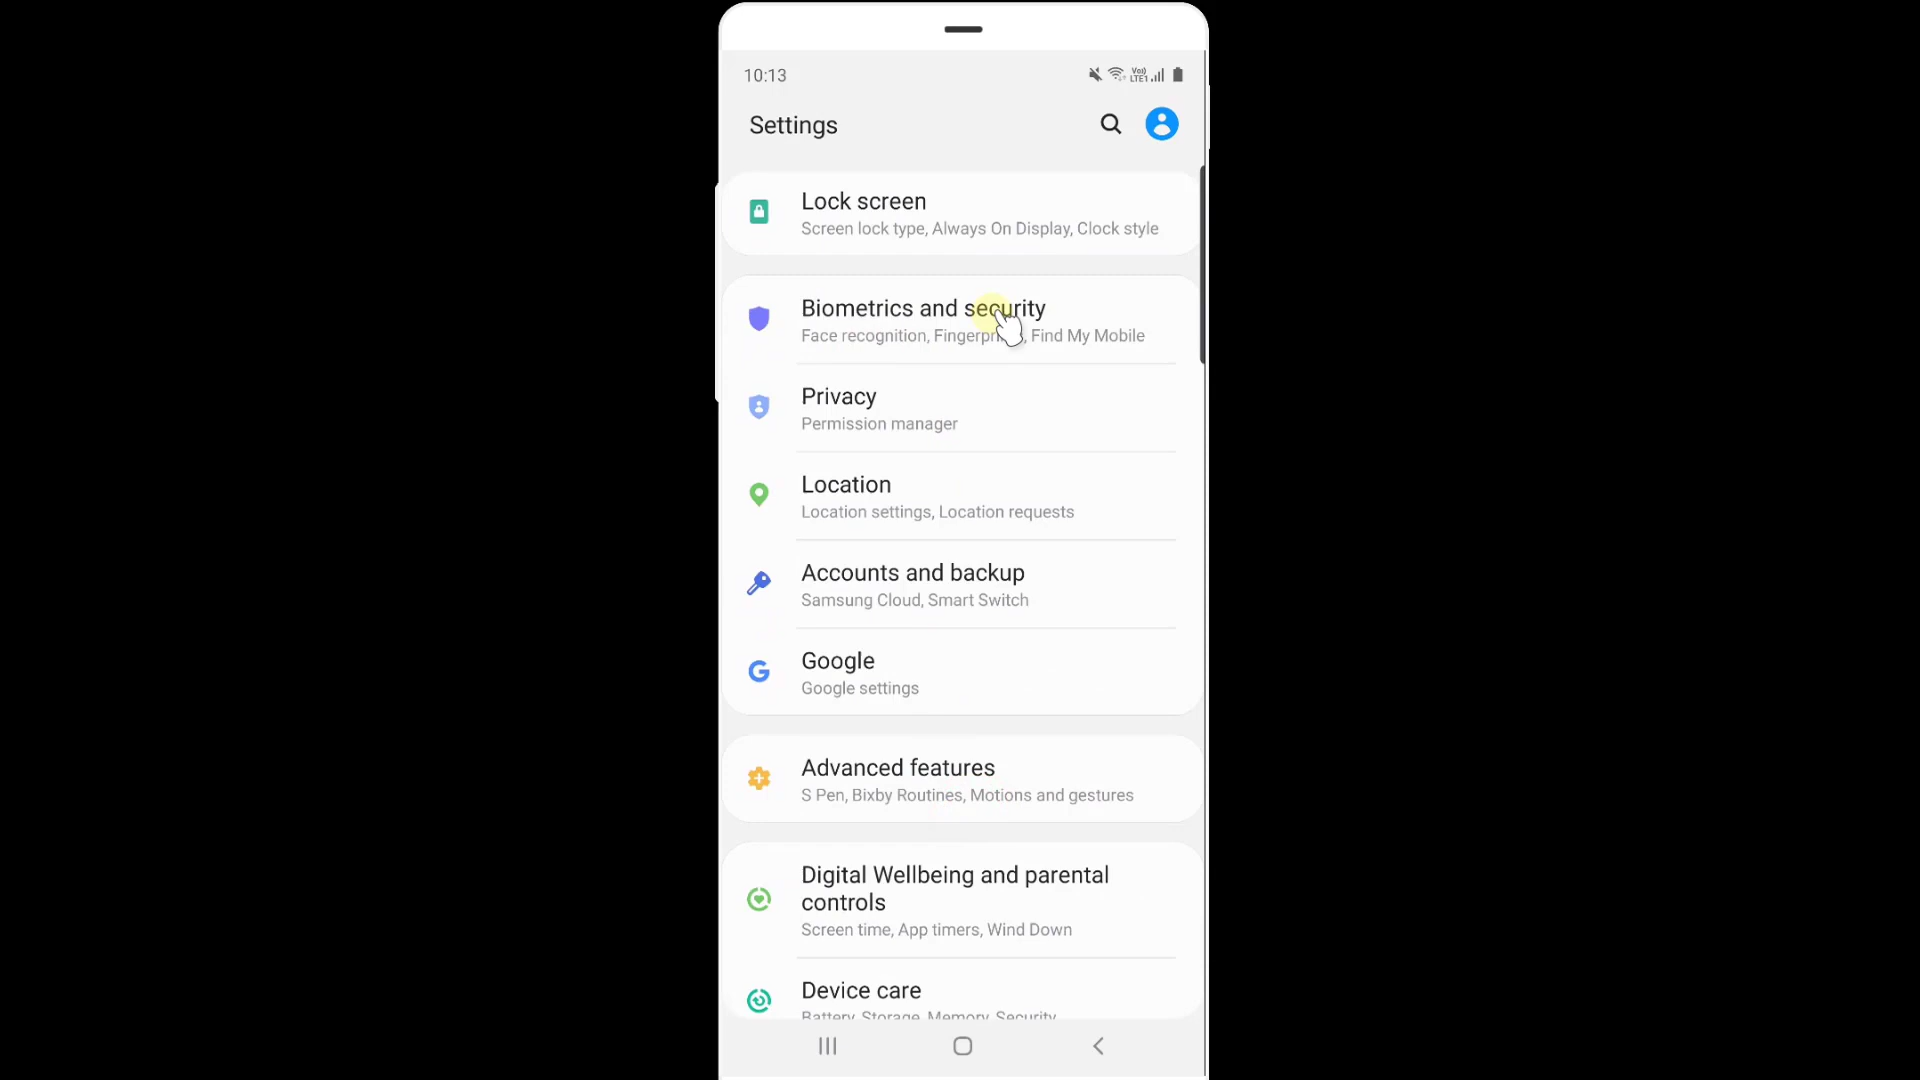 10:13
Vo))
LTE1
Settings
Lock screen
Screen lock type, Always On Display, Clock style
Biometrics and security
Face recognition, Fingerprints, Find My Mobile
Privacy
Permission manager
Location
Location settings, Location requests
Accounts and backup
Samsung Cloud, Smart Switch
Google
Google settings
Advanced features
S Pen, Bixby Routines, Motions and gestures
Digital Wellbeing and parental
controls
Screen time, App timers, Wind Down
Device care
Battery, Storage, Memory, Security